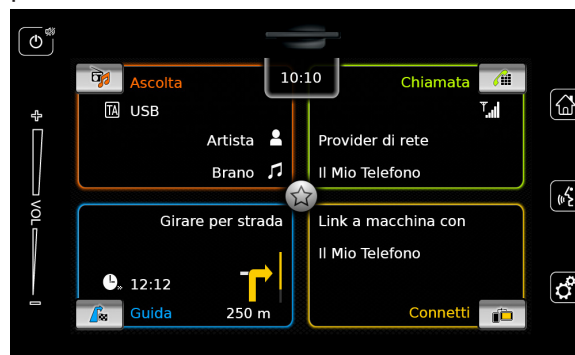 10:10
Ascolta
Chiamata
TA USB
Artista
Provider di rete
Brano
Il Mio Telefono
VOL
Girare per strada
Link a macchina con
Il Mio Telefono
12:12
Guida
250 m
Connetti